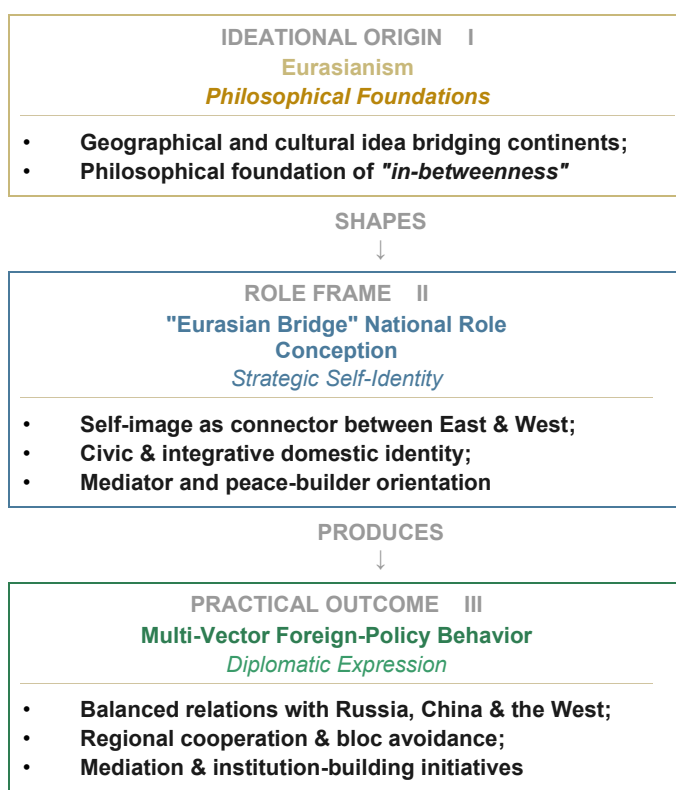 IDEATIONAL ORIGIN I
Eurasianism
Philosophical Foundations
• Geographical and cultural idea bridging continents;
• Philosophical foundation of "in-betweenness"
SHAPES
↓
ROLE FRAME II
"Eurasian Bridge" National Role
Conception
Strategic Self-Identity
• Self-image as connector between East & West;
• Civic & integrative domestic identity;
• Mediator and peace-builder orientation
PRODUCES
↓
PRACTICAL OUTCOME III
Multi-Vector Foreign-Policy Behavior
Diplomatic Expression
• Balanced relations with Russia, China & the West;
• Regional cooperation & bloc avoidance;
• Mediation & institution-building initiatives